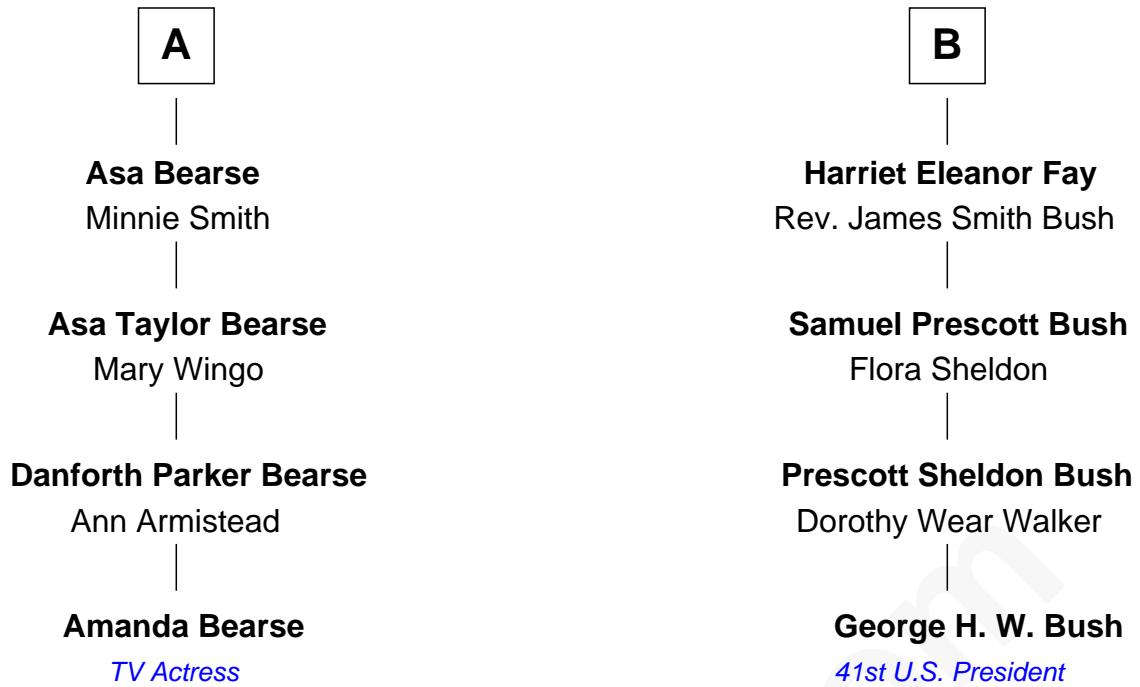 A
Asa Bearse
Minnie Smith
Asa Taylor Bearse
Mary Wingo
Danforth Parker Bearse
Ann Armistead
Amanda Bearse
TV Actress
B
Harriet Eleanor Fay
Rev. James Smith Bush
Samuel Prescott Bush
Flora Sheldon
Prescott Sheldon Bush
Dorothy Wear Walker
George H. W. Bush
41st U.S. President